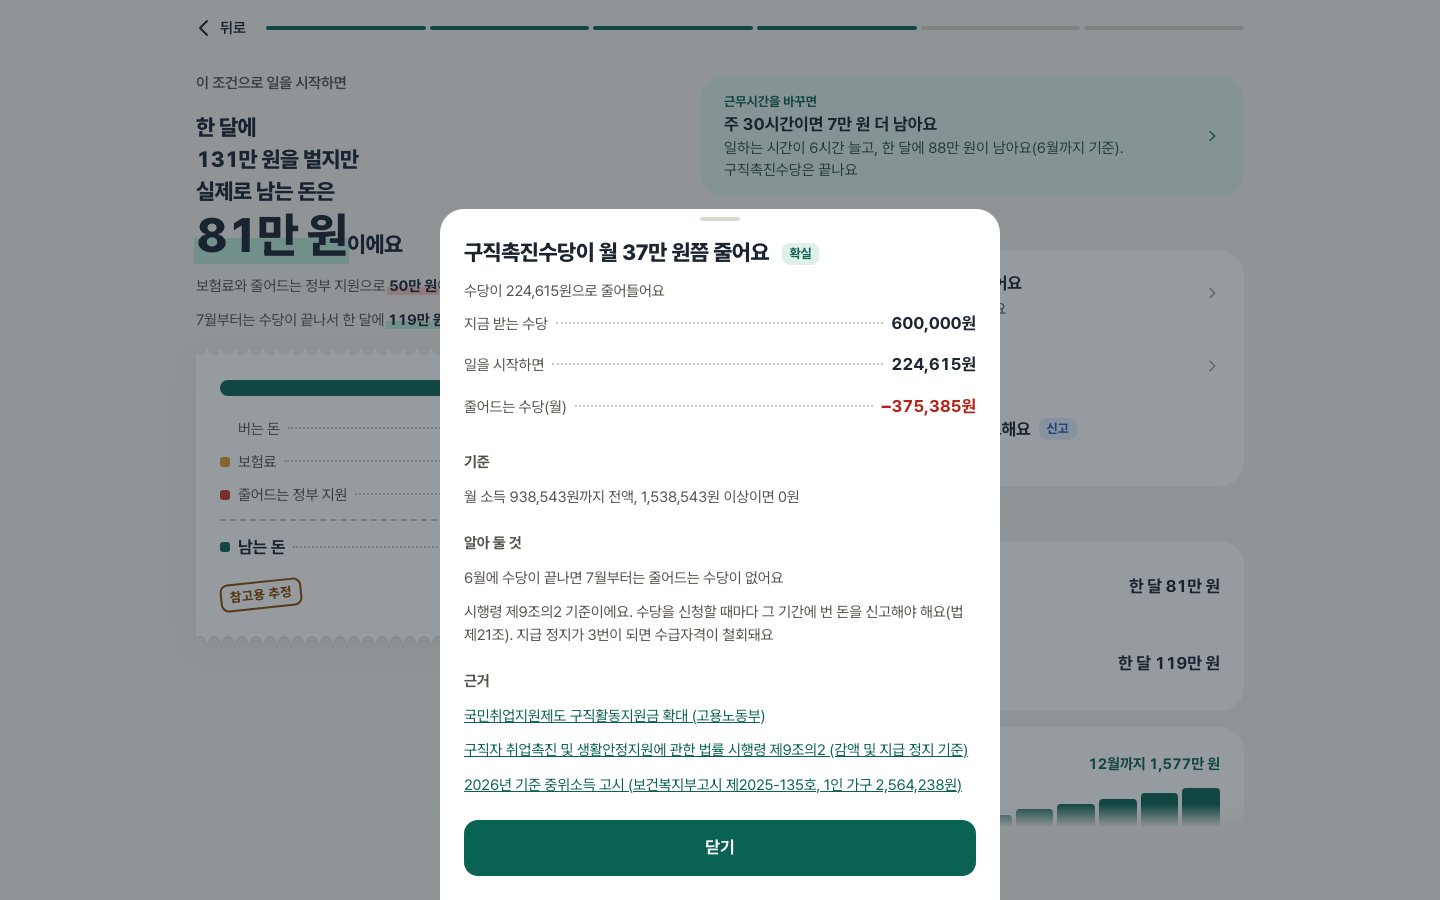 뒤로
이 조건으로 일을 시작하면
한 달에
131만 원을 벌지만
실제로 남는 돈은
81만 원이에요
보험료와 줄어드는 정부 지원으로 50만 원
7월부터는 수당이 끝나서 한 달에 119만
버는 돈
보험료
줄어드는 정부 지원
남는 돈
참고용 추정
근무시간을 바꾸면
주 30시간이면 7만 원 더 남아요
일하는 시간이 6시간 늘고, 한 달에 88만 원이 남아요(6월까지 기준).
구직촉진수당은 끝나요
어요
해요 신고
한 달 81만 원
한 달 119만 원
12월까지 1,577만 원
구직촉진수당이 월 37만 원쯤 줄어요 확실
수당이 224,615원으로 줄어들어요
지금 받는 수당 600,000원
일을 시작하면 224,615원
줄어드는 수당(월) −375,385원
기준
월 소득 938,543원까지 전액, 1,538,543원 이상이면 0원
알아 둘 것
6월에 수당이 끝나면 7월부터는 줄어드는 수당이 없어요
시행령 제9조의2 기준이에요. 수당을 신청할 때마다 그 기간에 번 돈을 신고해야 해요(법
제21조). 지급 정지가 3번이 되면 수급자격이 철회돼요
근거
국민취업지원제도 구직활동지원금 확대 (고용노동부)
구직자 취업촉진 및 생활안정지원에 관한 법률 시행령 제9조의2 (감액 및 지급 정지 기준)
2026년 기준 중위소득 고시 (보건복지부고시 제2025-135호, 1인 가구 2,564,238원)
닫기